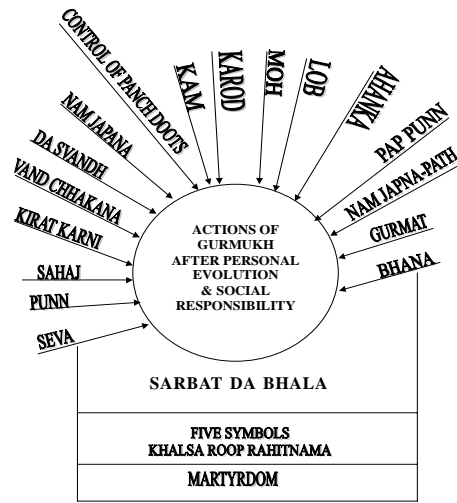 CONTROL OF PANCH DOOTS
KAM
KAROD
MOH
LOB
AHANKA
PAP PUNN
NAM JAPNA-PATH
GURMAT
BHANA
NAM JAPANA
DA SVANDH
VAND CHHAKANA
KIRAT KARNI
SAHAJ
PUNN
SEVA
ACTIONS OF
GURMUKH
AFTER PERSONAL
EVOLUTION
& SOCIAL
RESPONSIBILITY
SARBAT DA BHALA
FIVE SYMBOLS
KHALSA ROOP RAHITNAMA
MARTYRDOM